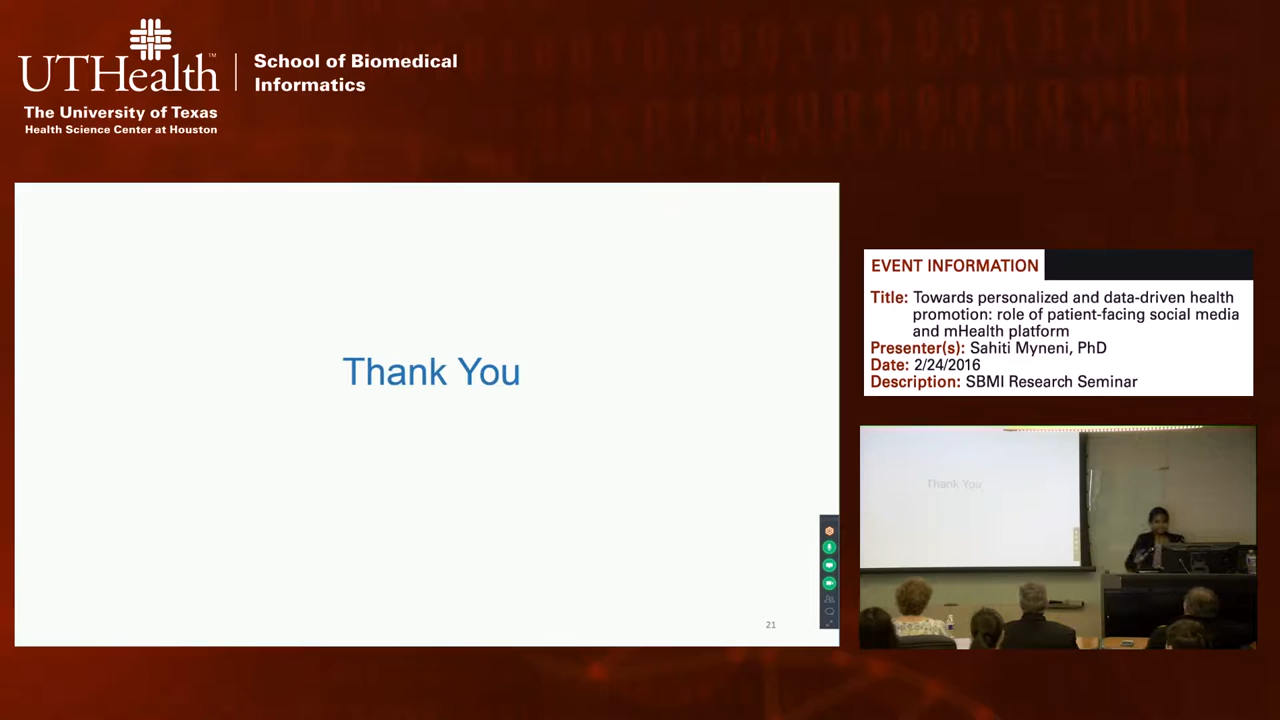 UTHealth™
The University of Texas
Health Science Center at Houston
School of Biomedical
Informatics
Thank You
21
EVENT INFORMATION
Title: Towards personalized and data-driven health
promotion: role of patient-facing social media
and mHealth platform
Presenter(s): Sahiti Myneni, PhD
Date: 2/24/2016
Description: SBMI Research Seminar
Thank You